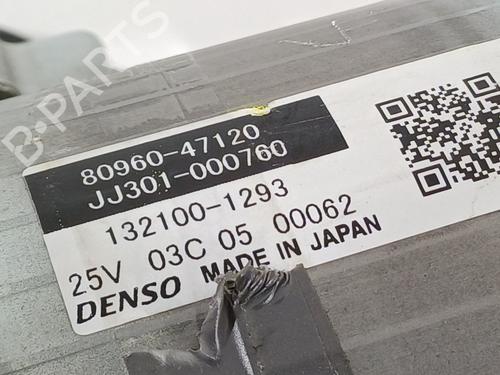 B-PARTS
80960-47120
JJ301-000760
132100-1293
25V 03C 05 00062
DENSO MADE IN JAPAN